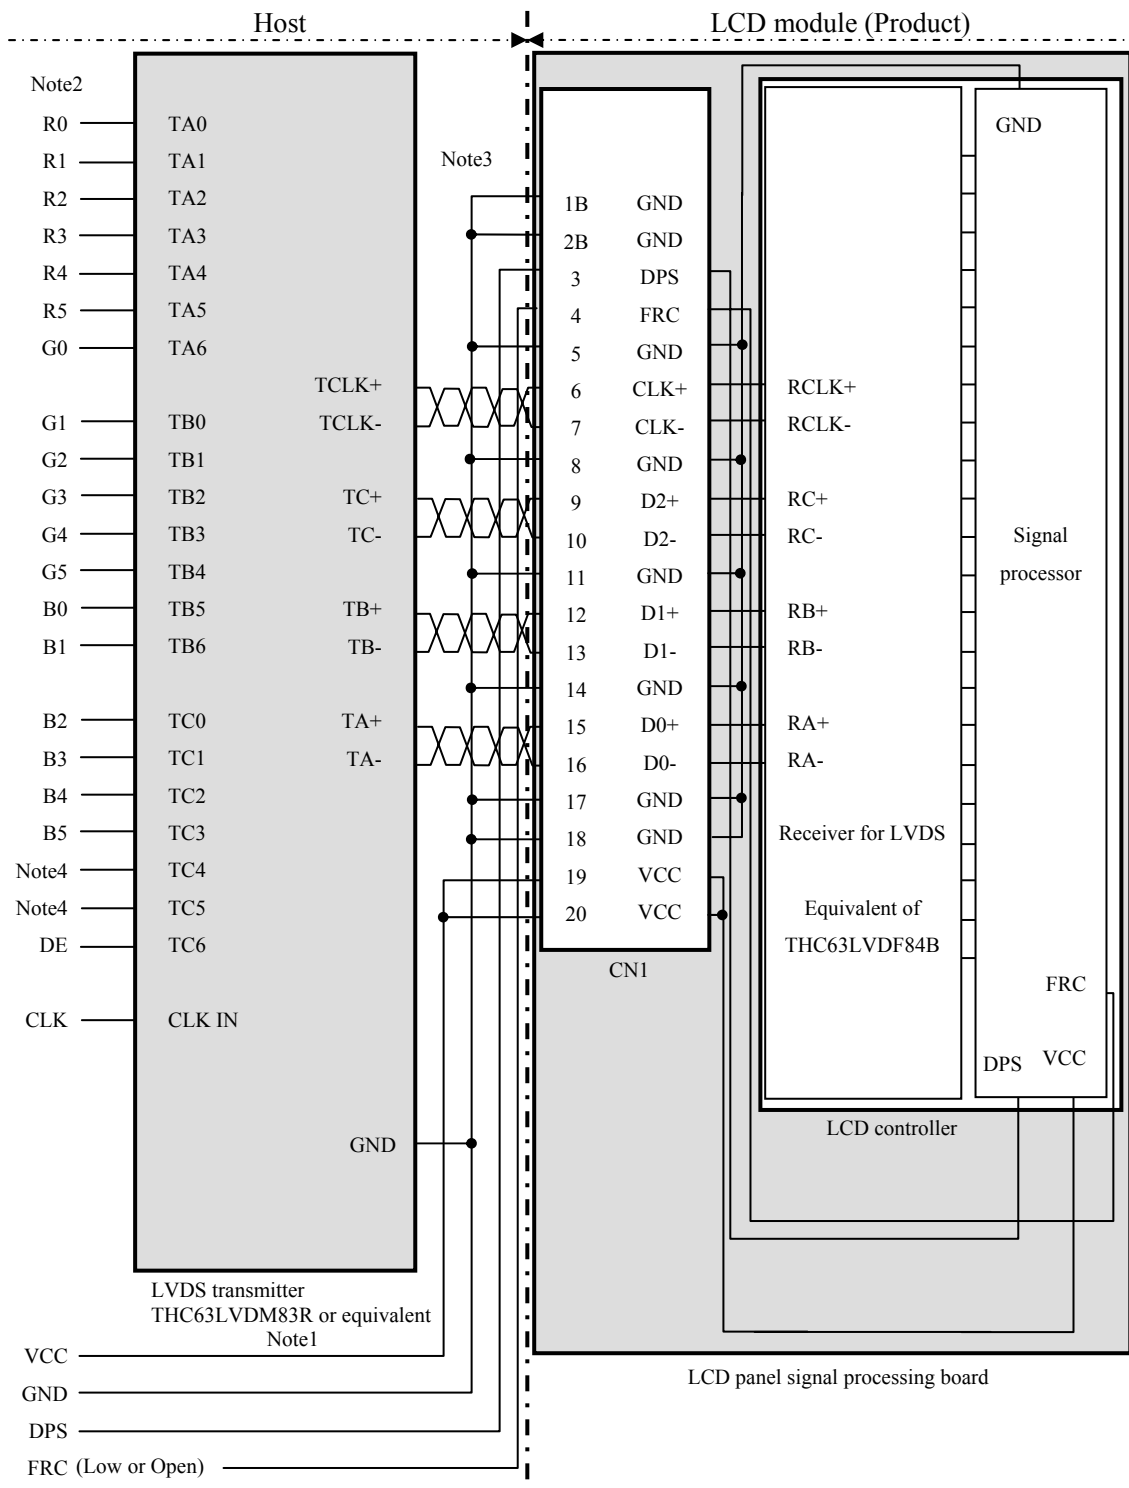 Host
LCD module (Product)
Note2
R0 TA0
R1 TA1
R2 TA2
R3 TA3
R4 TA4
R5 TA5
G0 TA6
TCLK+
G1 TB0 TCLK-
G2 TB1
G3 TB2 TC+
G4 TB3 TC-
G5 TB4
B0 TB5 TB+
B1 TB6 TB-
B2 TC0 TA+
B3 TC1 TA-
B4 TC2
B5 TC3
Note4 TC4
Note4 TC5
DE TC6
CLK CLK IN
GND
LVDS transmitter
THC63LVDM83R or equivalent
Note1
VCC
GND
DPS
FRC (Low or Open)
Note3
1B GND
2B GND
3 DPS
4 FRC
5 GND
6 CLK+
7 CLK-
8 GND
9 D2+
10 D2-
11 GND
12 D1+
13 D1-
14 GND
15 D0+
16 D0-
17 GND
18 GND
19 VCC
20 VCC
CN1
RCLK+
RCLK-
RC+
RC-
RB+
RB-
RA+
RA-
Receiver for LVDS
Equivalent of
THC63LVDF84B
GND
Signal
processor
FRC
DPS VCC
LCD controller
LCD panel signal processing board